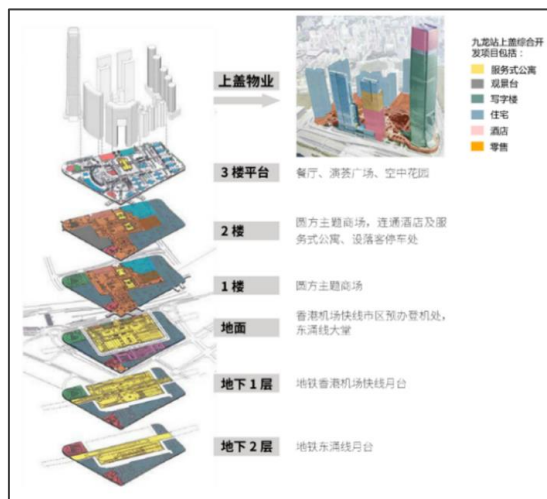 九龙站上盖综合开
发项目包括：
服务式公寓
观景台
写字楼
住宅
酒店
零售
上盖物业
3 楼平台
餐厅、演荟广场、空中花园
2 楼
圆方主题商场，连通酒店及服
务式公寓、设落客停车处
1 楼
圆方主题商场
地面
香港机场快线市区预办登机处，
东涌线大堂
地下 1 层
地铁香港机场快线月台
地下 2 层
地铁东涌线月台